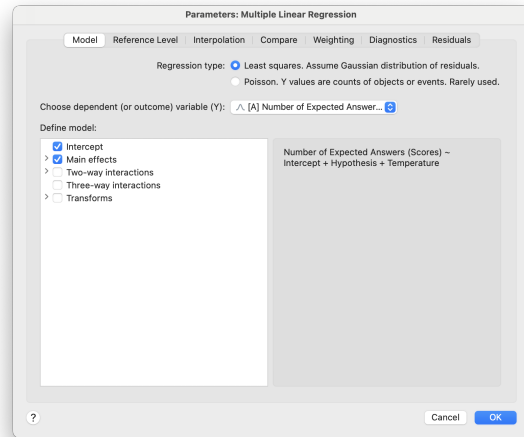 Parameters: Multiple Linear Regression
Model Reference Level Interpolation Compare Weighting Diagnostics Residuals
Regression type: Least squares. Assume Gaussian distribution of residuals.
Poisson. Y values are counts of objects or events. Rarely used.
Choose dependent (or outcome) variable (Y): [A] Number of Expected Answer...
Define model:
Intercept
Main effects
Two-way interactions
Three-way interactions
Transforms
Number of Expected Answers (Scores) ~
Intercept + Hypothesis + Temperature
? Cancel OK